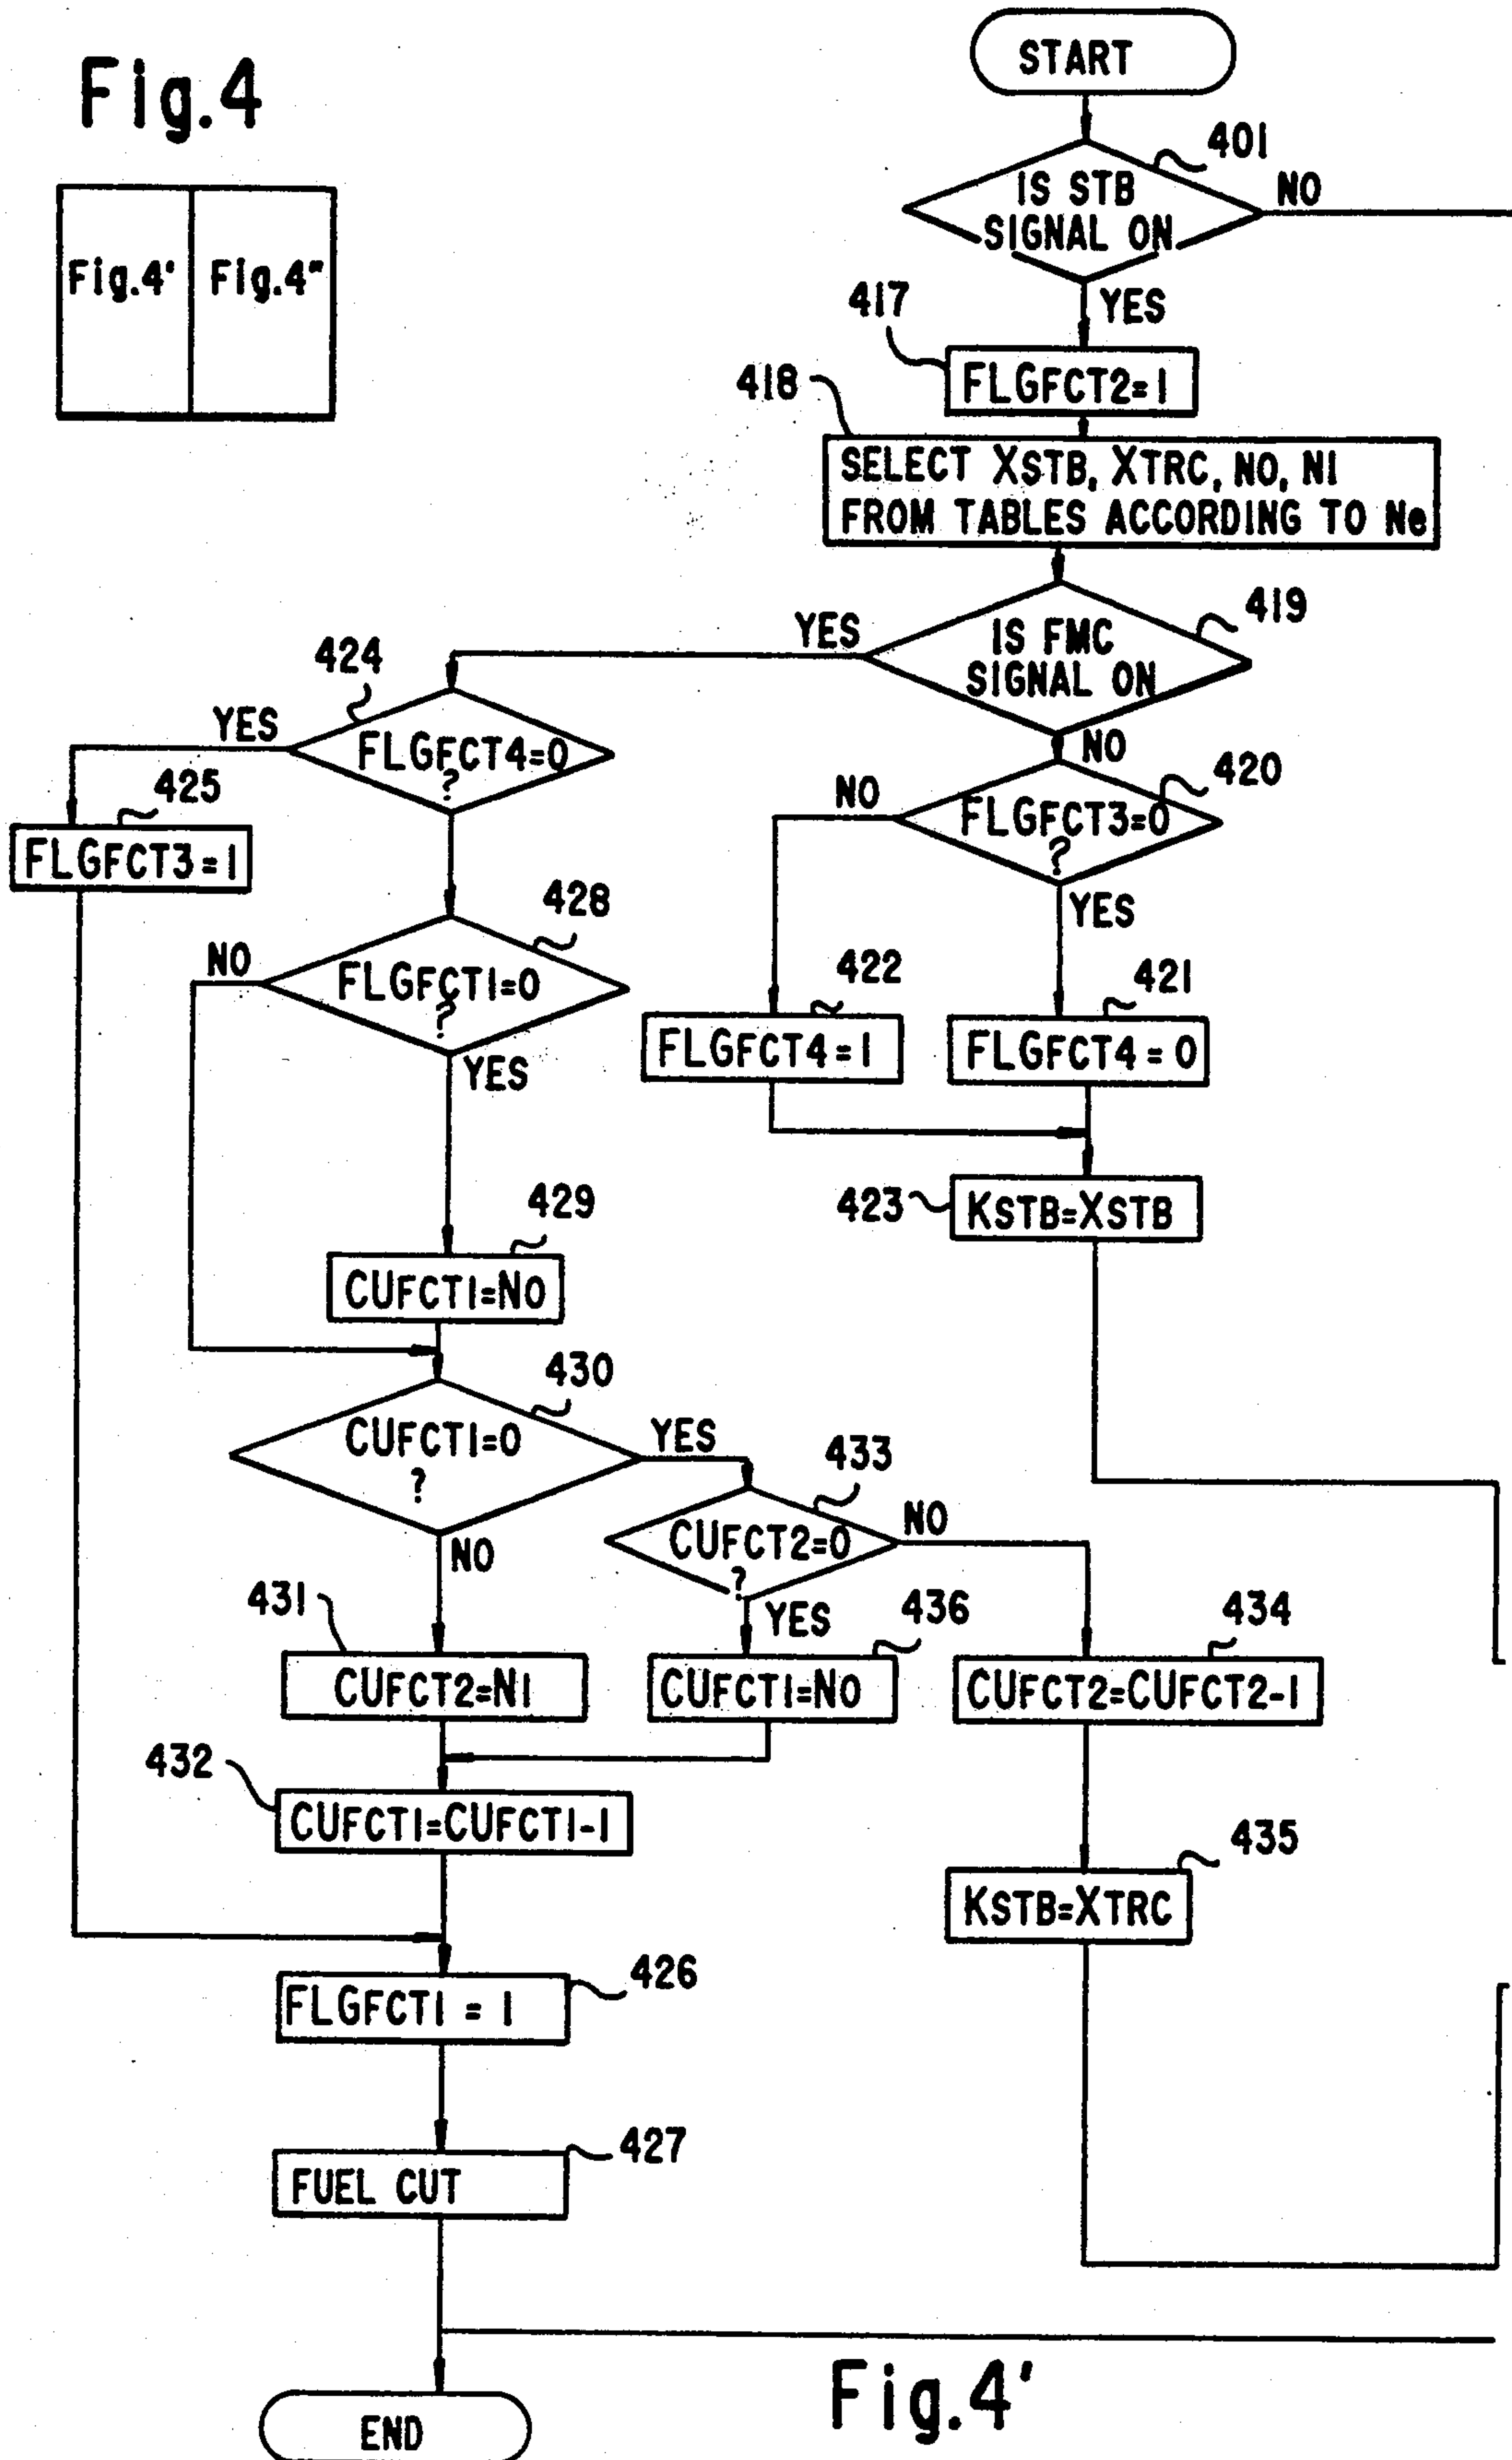 Fig.4
Fig.4' Fig.4"
START
401
IS STB
SIGNAL ON
NO
YES
417
FLGFCT2=1
418
SELECT XSTB, XTRC, N0, N1
FROM TABLES ACCORDING TO Ne
419
IS FMC
SIGNAL ON
YES
NO
424
FLGFCT4=0
?
YES
425
FLGFCT3=1
420
FLGFCT3=0
?
NO
YES
428
FLGFCT1=0
?
NO
YES
422
FLGFCT4=1
421
FLGFCT4=0
423
KSTB=XSTB
429
CUFCT1=N0
430
CUFCT1=0
?
YES
NO
433
CUFCT2=0
?
NO
YES
431
CUFCT2=N1
436
CUFCT1=N0
434
CUFCT2=CUFCT2-1
432
CUFCT1=CUFCT1-1
435
KSTB=XTRC
426
FLGFCT1 = 1
427
FUEL CUT
END
Fig.4'